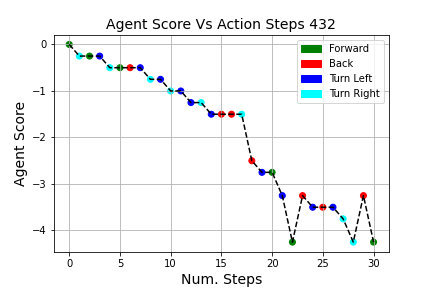 Agent Score Vs Action Steps 432
0
−1
−2
−3
−4
Agent Score
Forward
Back
Turn Left
Turn Right
0 5 10 15 20 25 30
Num. Steps